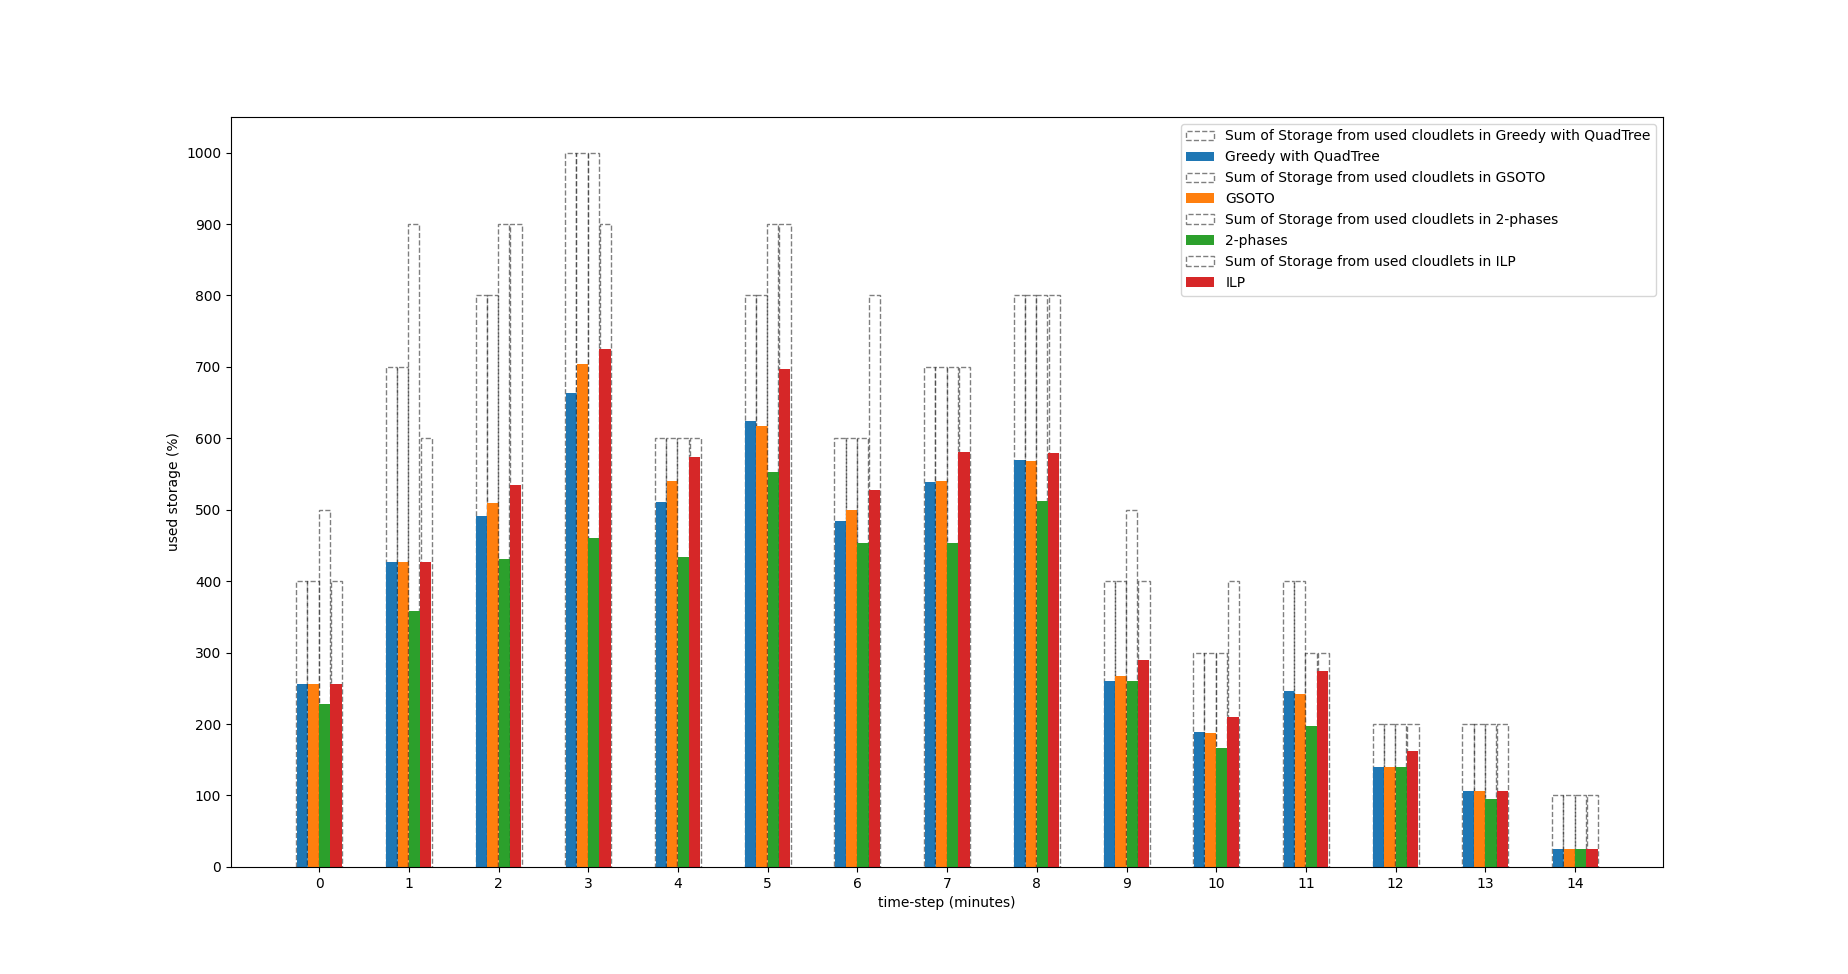 Sum of Storage from used cloudlets in Greedy with QuadTree
Greedy with QuadTree
Sum of Storage from used cloudlets in GSOTO
GSOTO
Sum of Storage from used cloudlets in 2-phases
2-phases
Sum of Storage from used cloudlets in ILP
ILP
used storage (%)
1000
900
800
700
600
500
400
300
200
100
0
0 1 2 3 4 5 6 7 8 9 10 11 12 13 14
time-step (minutes)